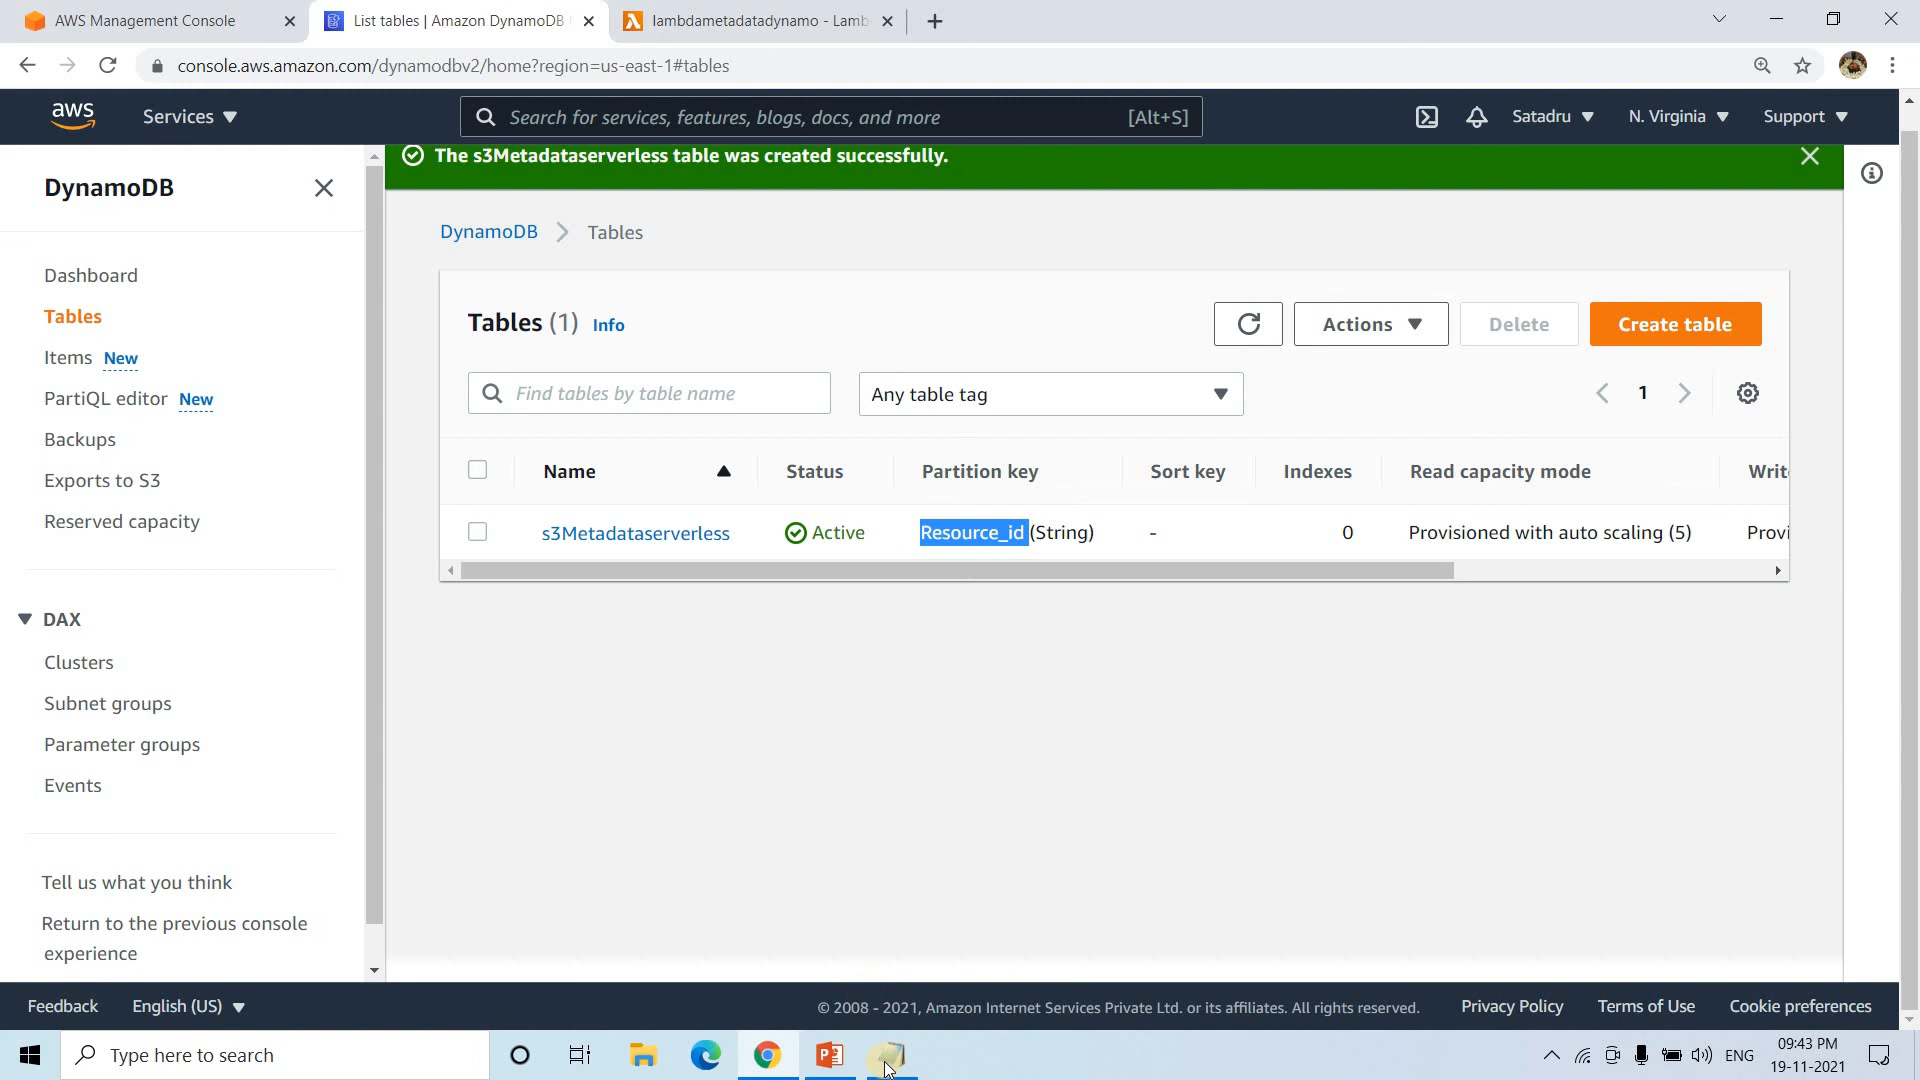 AWS Management Console
List tables | Amazon DynamoDB
lambdametadatadynamo - Lamb
console.aws.amazon.com/dynamodbv2/home?region=us-east-1#tables
aws
Services
Search for services, features, blogs, docs, and more
[Alt+S]
Satadru
N. Virginia
Support
DynamoDB
The s3Metadataserverless table was created successfully.
Dashboard
Tables
Items New
PartiQL editor New
Backups
Exports to S3
Reserved capacity
DAX
Clusters
Subnet groups
Parameter groups
Events
Tell us what you think
Return to the previous console
experience
DynamoDB
Tables
Tables (1) Info
Actions
Delete
Create table
Find tables by table name
Any table tag
1
Name
Status
Partition key
Sort key
Indexes
Read capacity mode
Writ
s3Metadataserverless
Active
Resource_id (String)
-
0
Provisioned with auto scaling (5)
Provi
Feedback
English (US)
© 2008 - 2021, Amazon Internet Services Private Ltd. or its affiliates. All rights reserved.
Privacy Policy
Terms of Use
Cookie preferences
Type here to search
ENG
09:43 PM
19-11-2021